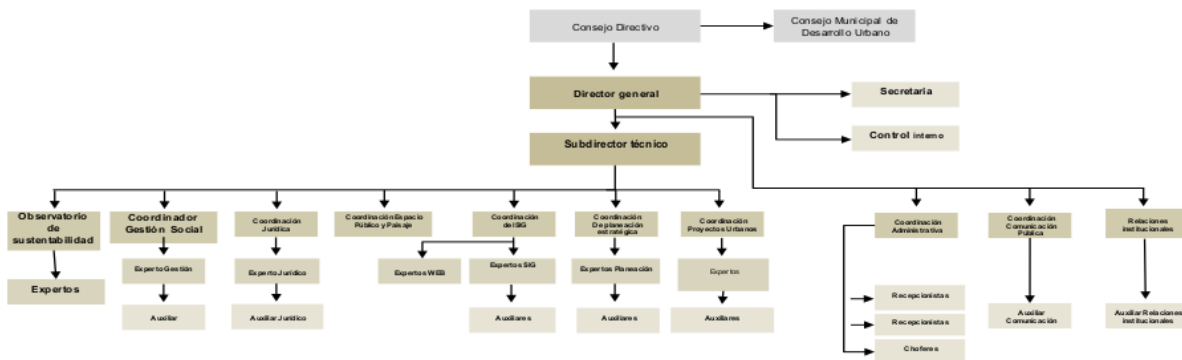 Consejo Directivo
Consejo Municipal de
Desarrollo Urbano
Director general
Secretaria
Control interno
Subdirector técnico
Observatorio
de
sustentabilidad
Coordinador
Gestión Social
Coordinación
Jurídica
Coordinación Espacio
Público y Paisaje
Coordinación
del SIG
Coordinación
De planeación
estratégica
Coordinación
Proyectos Urbanos
Coordinación
Administrativa
Coordinación
Comunicación
Pública
Relaciones
institucionales
Expertos
Experto Gestión
Experto Jurídico
Expertos WEB
Expertos SIG
Expertos Planeación
Expertos
Auxiliar
Auxiliar Jurídico
Auxiliares
Auxiliares
Auxiliares
Recepcionistas
Recepcionistas
Choferes
Auxiliar
Comunicación
Auxiliar Relaciones
institucionales